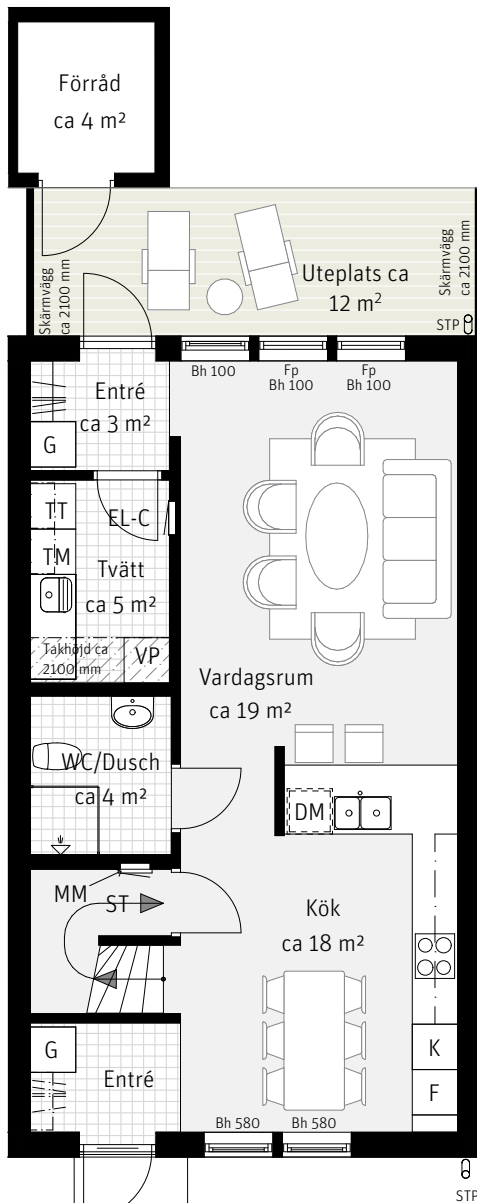 Förråd
ca 4 m²
Skärmvägg
ca 2100 mm
Uteplats ca
12 m²
Skärmvägg
ca 2100 mm
STP
Bh 100
Fp
Bh 100
Fp
Bh 100
Entré
ca 3 m²
G
TT
EL-C
TM
Tvätt
ca 5 m²
Takhöjd ca
2100 mm
VP
Vardagsrum
ca 19 m²
WC/Dusch
ca 4 m²
DM
MM
ST
Kök
ca 18 m²
G
Entré
K
F
Bh 580
Bh 580
STP